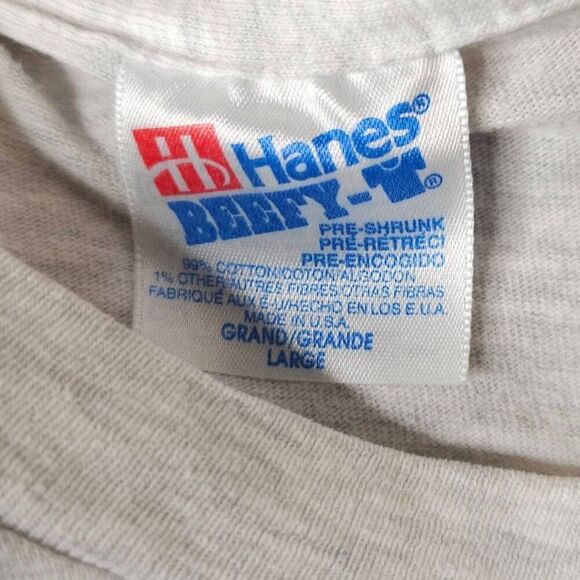 Hanes®
BEEFY-T®
PRE-SHRUNK
PRÉ-RÉTRÉCI
PRE-ENCOGIDO
99% COTTON/COTON/ALGODON
1% OTHER/AUTRES FIBRES/OTRAS FIBRAS
FABRIQUÉ AUX É.U./HECHO EN LOS E.U.A.
MADE IN U.S.A.
GRAND/GRANDE
LARGE